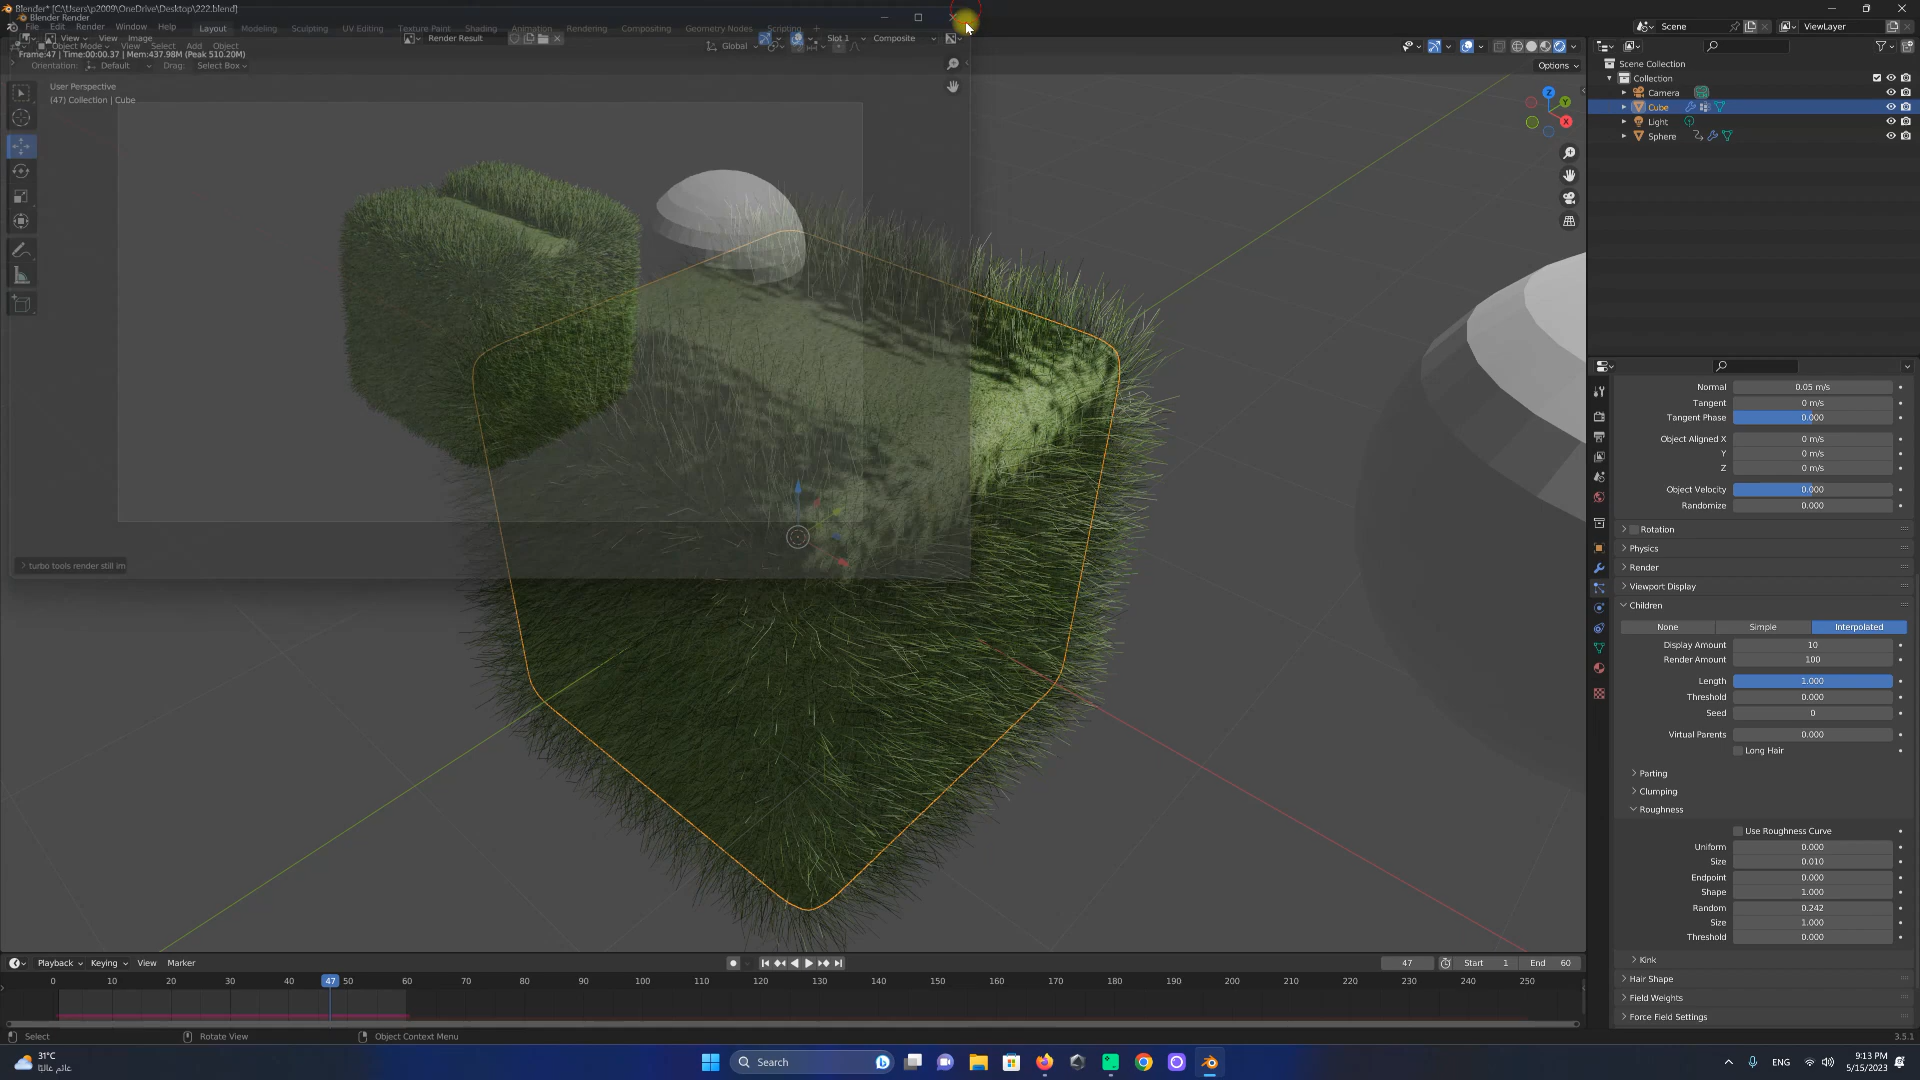 Blender* [C:\Users\p2009\OneDrive\Desktop\222.blend]
Blender Render
File Edit Render Window Help
Layout Modeling Sculpting UV Editing Texture Paint Shading Animation Rendering Compositing Geometry Nodes Scripting
Scene
ViewLayer
View View Image
Render Result
Slot 1
Composite
Object Mode View Select Add Object
Global
Frame:47 | Time:00:00.37 | Mem:437.98M (Peak 510.20M)
Orientation: Default Drag: Select Box
Options
User Perspective
(47) Collection | Cube
Z
Y
X
Scene Collection
Collection
Camera
Cube
Light
Sphere
turbo tools render still im
Normal 0.05 m/s
Tangent 0 m/s
Tangent Phase 0.000
Object Aligned X 0 m/s
Y 0 m/s
Z 0 m/s
Object Velocity 0.000
Randomize 0.000
Rotation
Physics
Render
Viewport Display
Children
None Simple Interpolated
Display Amount 10
Render Amount 100
Length 1.000
Threshold 0.000
Seed 0
Virtual Parents 0.000
Long Hair
Parting
Clumping
Roughness
Use Roughness Curve
Uniform 0.000
Size 0.010
Endpoint 0.000
Shape 1.000
Random 0.242
Size 1.000
Threshold 0.000
Kink
Hair Shape
Field Weights
Force Field Settings
Playback Keying View Marker
47 Start 1 End 60
0 10 20 30 40 47 50 60 70 80 90 100 110 120 130 140 150 160 170 180 190 200 210 220 230 240 250
Select Rotate View Object Context Menu
3.5.1
31°C
غائم غالبًا
Search
ENG
9:13 PM
5/15/2023